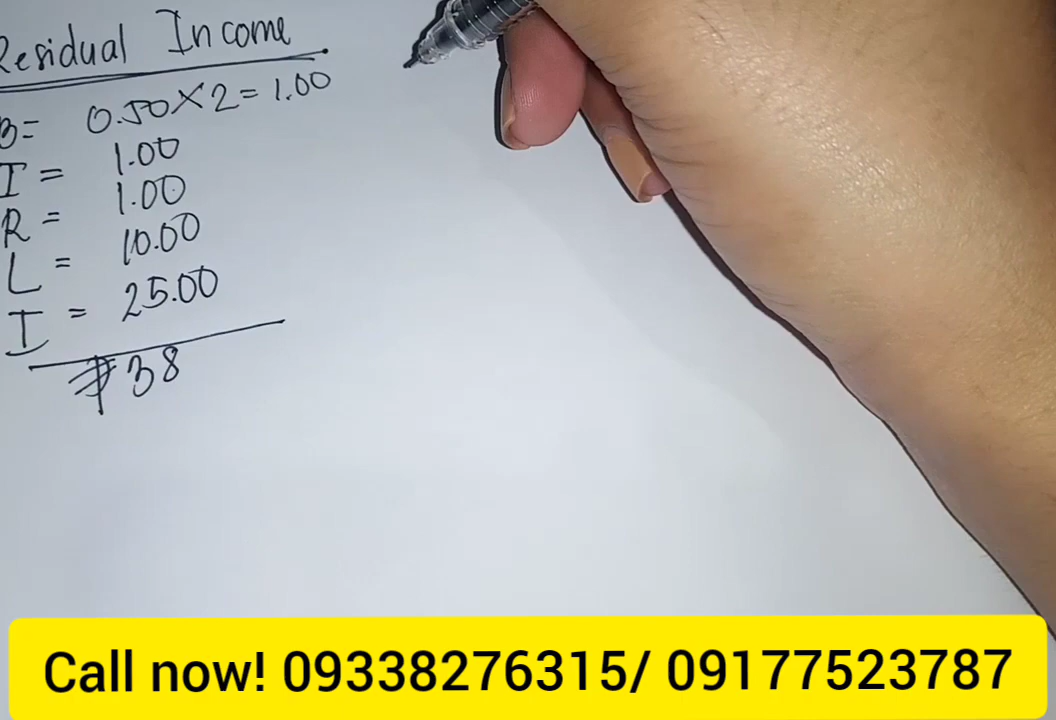 Residual Income
B= 0.50×2=1.00
I = 1.00
R = 1.00
L = 10.00
I = 25.00
₱38
Call now! 09338276315/ 09177523787